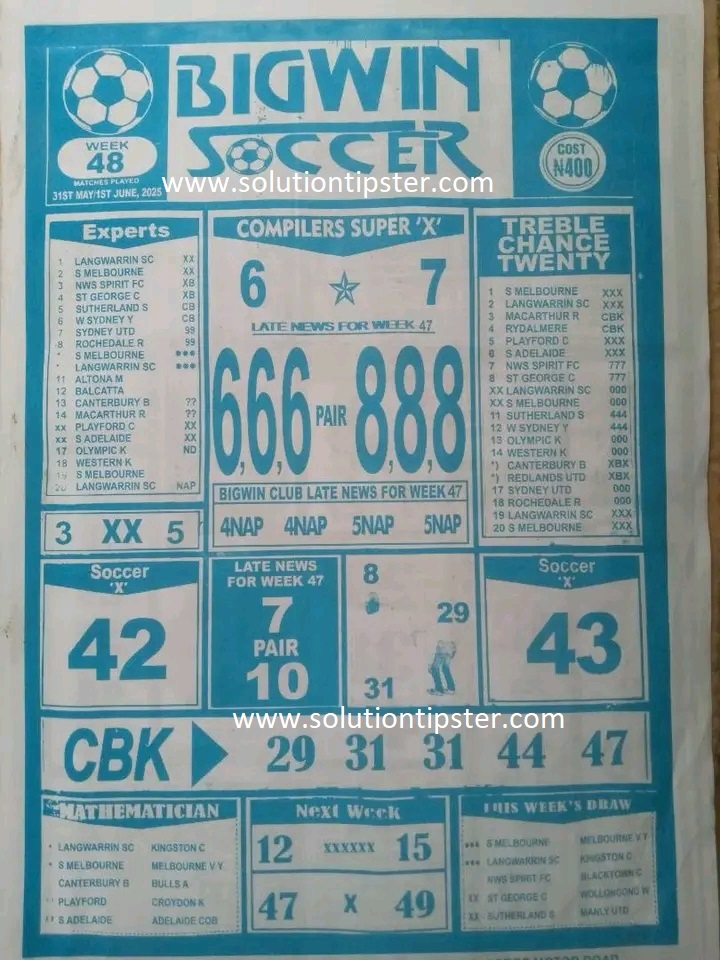 BIGWIN
SOCCER
WEEK
48
MATCHES PLAYED
31ST MAY/1ST JUNE, 2025
COST
₦400
www.solutiontipster.com
Experts
1 LANGWARRIN SC XX
2 S MELBOURNE XX
3 NWS SPIRIT FC XB
4 ST GEORGE C XB
5 SUTHERLAND S CB
6 W SYDNEY Y CB
7 SYDNEY UTD 99
8 ROCHEDALE R 99
* S MELBOURNE ●●●
* LANGWARRIN SC ●●●
11 ALTONA M
12 BALCATTA
13 CANTERBURY B ??
14 MACARTHUR R ??
XX PLAYFORD C XX
XX S ADELAIDE XX
17 OLYMPIC K ND
18 WESTERN K
19 S MELBOURNE
20 LANGWARRIN SC NAP
3 XX 5
COMPILERS SUPER 'X'
6 7
LATE NEWS FOR WEEK 47
6,6,6 PAIR 8,8,8
BIGWIN CLUB LATE NEWS FOR WEEK 47
4NAP 4NAP 5NAP 5NAP
TREBLE
CHANCE
TWENTY
1 S MELBOURNE XXX
2 LANGWARRIN SC XXX
3 MACARTHUR R CBK
4 RYDALMERE CBK
5 PLAYFORD C XXX
6 S ADELAIDE XXX
7 NWS SPIRIT FC 777
8 ST GEORGE C 777
XX LANGWARRIN SC 000
XX S MELBOURNE 000
11 SUTHERLAND S 444
12 W SYDNEY Y 444
13 OLYMPIC K 000
14 WESTERN K 000
*) CANTERBURY B XBX
*) REDLANDS UTD XBX
17 SYDNEY UTD 000
18 ROCHEDALE R 000
19 LANGWARRIN SC XXX
20 S MELBOURNE XXX
Soccer
'X'
42
LATE NEWS
FOR WEEK 47
7
PAIR
10
8
29
31
Soccer
'X'
43
www.solutiontipster.com
CBK 29 31 31 44 47
MATHEMATICIAN
* LANGWARRIN SC KINGSTON C
* S MELBOURNE MELBOURNE V Y
CANTERBURY B BULLS A
PLAYFORD CROYDON K
S ADELAIDE ADELAIDE COB
Next Week
12 XXXXXX 15
47 X 49
THIS WEEK'S DRAW
*** S MELBOURNE MELBOURNE V Y
*** LANGWARRIN SC KINGSTON C
NWS SPIRIT FC BLACKTOWN C
XX ST GEORGE C WOLLONGONG W
XX SUTHERLAND S MANLY UTD